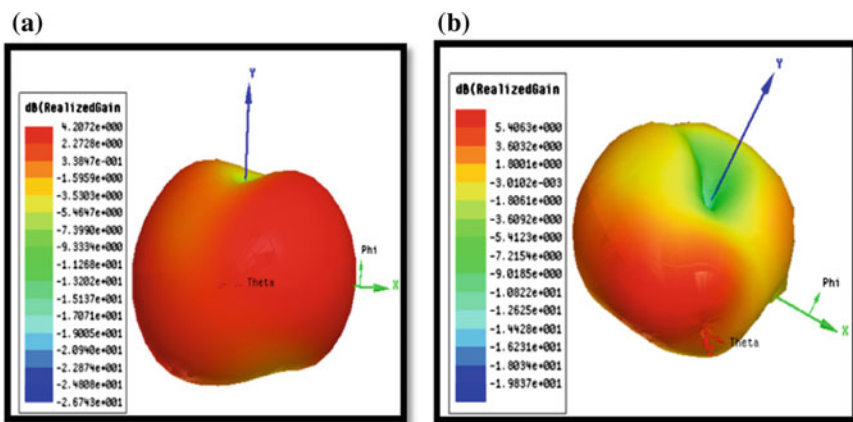 (a)
dB(RealizedGain
4.2072e+000
2.2728e+000
3.3847e-001
-1.5959e+000
-3.5303e+000
-5.4647e+000
-7.3990e+000
-9.3334e+000
-1.1268e+001
-1.3202e+001
-1.5137e+001
-1.7071e+001
-1.9005e+001
-2.0940e+001
-2.2874e+001
-2.4808e+001
-2.6743e+001
Y
Phi
X
Theta
(b)
dB(RealizedGain
5.4063e+000
3.6032e+000
1.8001e+000
-3.0102e-003
-1.8061e+000
-3.6092e+000
-5.4123e+000
-7.2154e+000
-9.0185e+000
-1.0822e+001
-1.2625e+001
-1.4428e+001
-1.6231e+001
-1.8034e+001
-1.9837e+001
Y
Phi
X
Theta